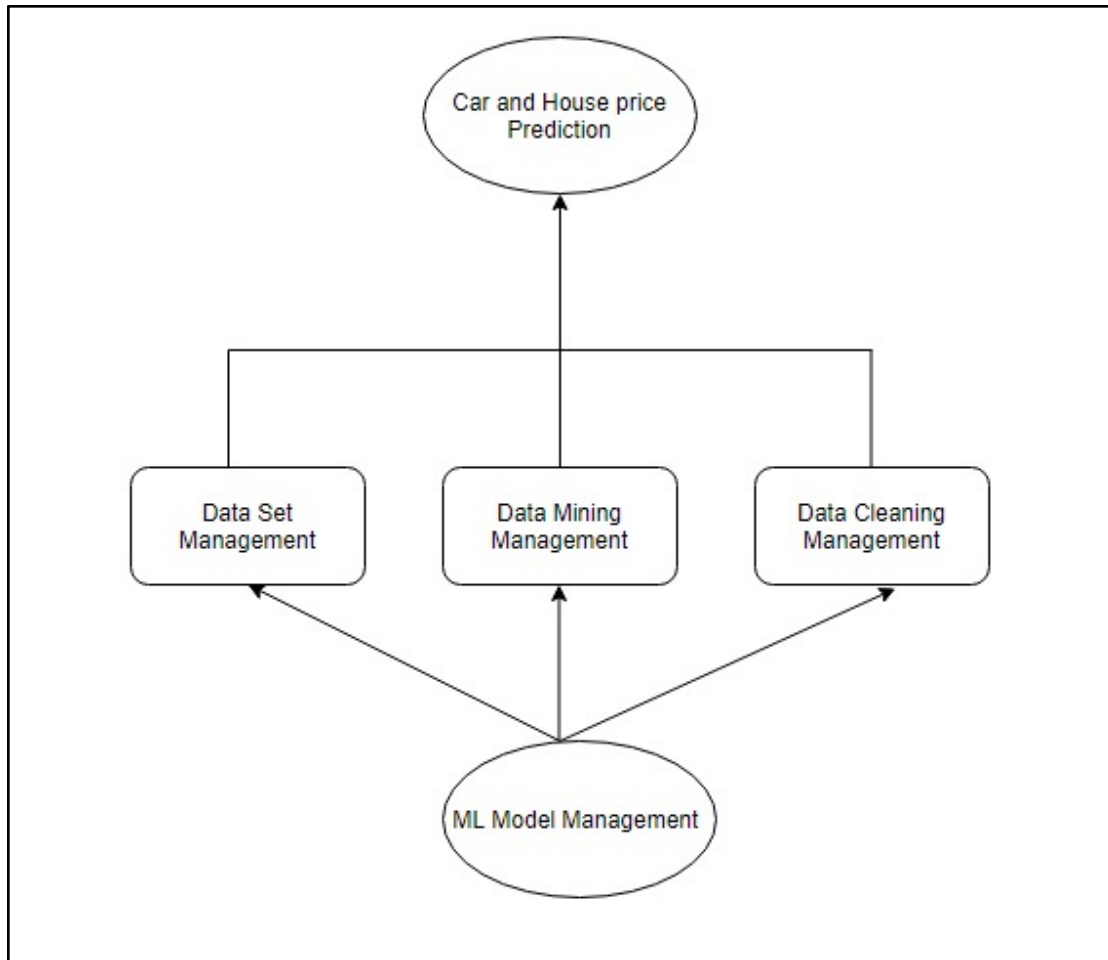 Car and House price
Prediction
Data Set
Management
Data Mining
Management
Data Cleaning
Management
ML Model Management